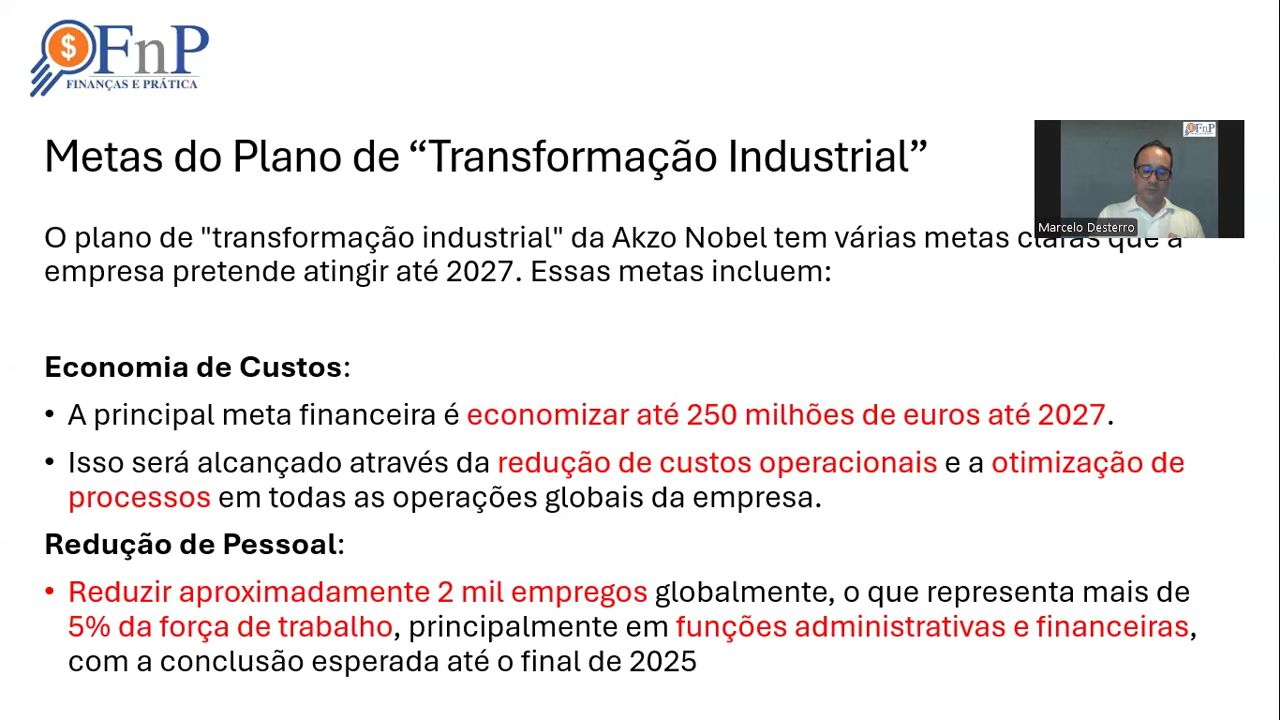 FnP
FINANÇAS E PRÁTICA
FnP
Metas do Plano de “Transformação Industrial”
Marcelo Desterro
O plano de "transformação industrial" da Akzo Nobel tem várias metas claras que a
empresa pretende atingir até 2027. Essas metas incluem:
Economia de Custos:
• A principal meta financeira é economizar até 250 milhões de euros até 2027.
• Isso será alcançado através da redução de custos operacionais e a otimização de
processos em todas as operações globais da empresa.
Redução de Pessoal:
• Reduzir aproximadamente 2 mil empregos globalmente, o que representa mais de
5% da força de trabalho, principalmente em funções administrativas e financeiras,
com a conclusão esperada até o final de 2025